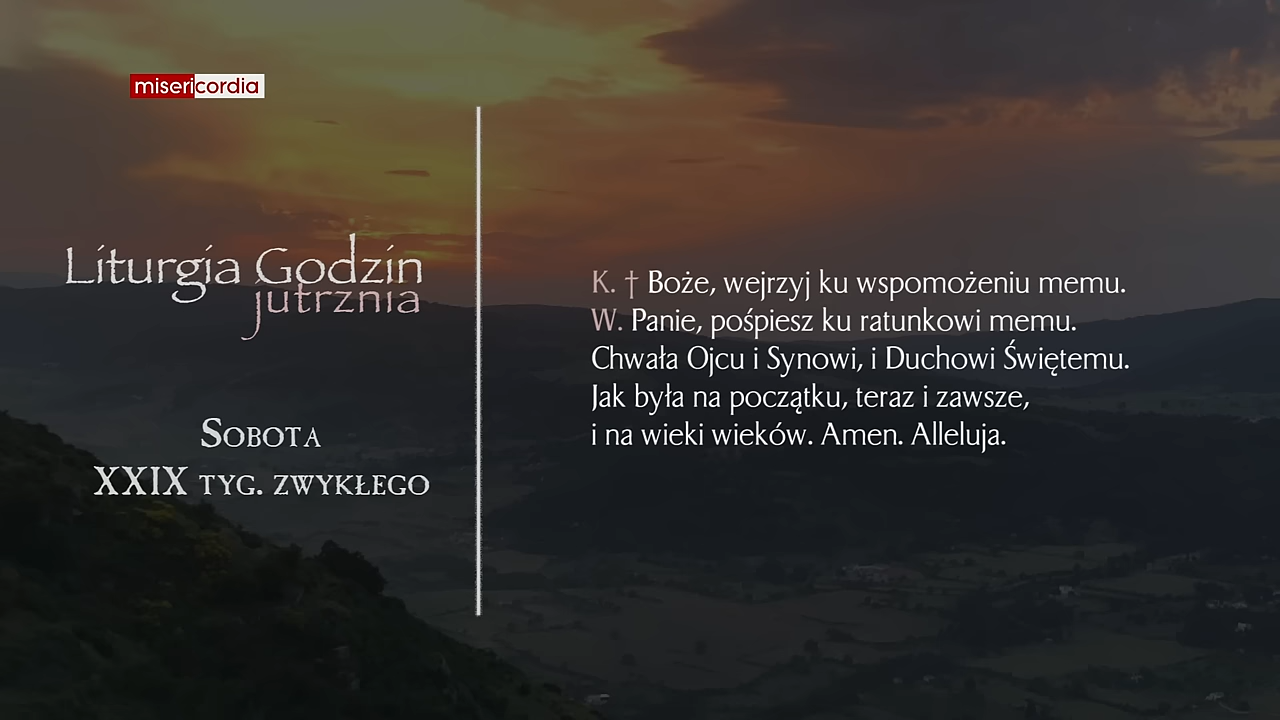 misericordia
Liturgia Godzin
jutrznia
Sobota
XXIX tyg. zwykłego
K. † Boże, wejrzyj ku wspomożeniu memu.
W. Panie, pośpiesz ku ratunkowi memu.
Chwała Ojcu i Synowi, i Duchowi Świętemu.
Jak była na początku, teraz i zawsze,
i na wieki wieków. Amen. Alleluja.